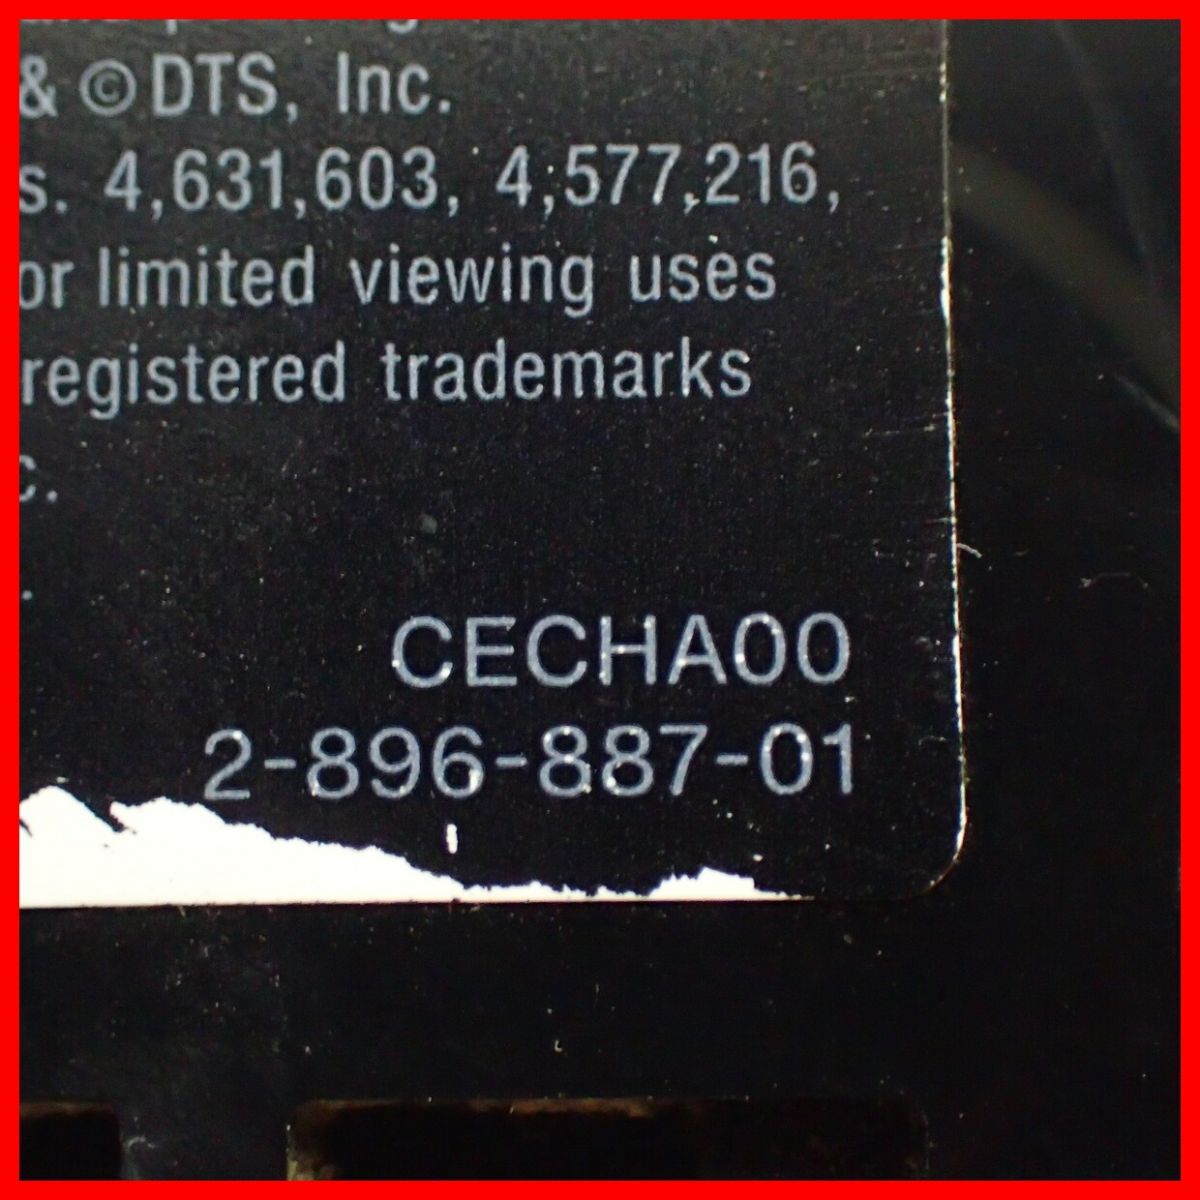 & ©DTS, Inc.
s. 4,631,603, 4,577,216,
or limited viewing uses
registered trademarks
c.
CECHA00
2-896-887-01